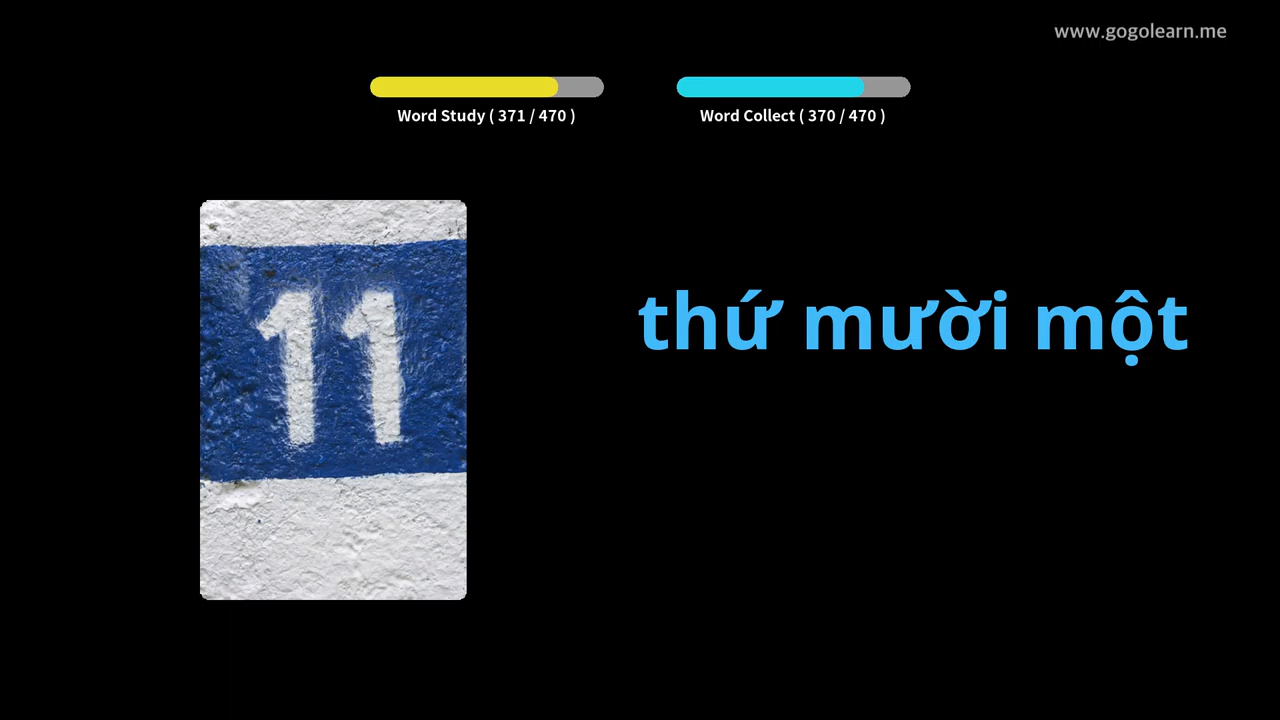 www.gogolearn.me
Word Study ( 371 / 470 )
Word Collect ( 370 / 470 )
11
thứ mười một